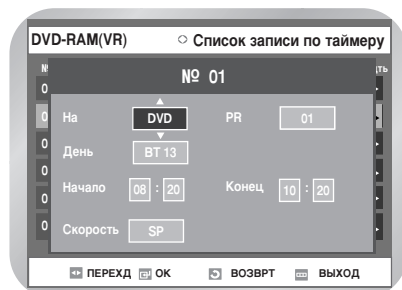 DVD-RAM(VR) Список записи по таймеру
№ 01
На DVD PR 01
День ВТ 13
Начало 08 : 20 Конец 10 : 20
Скорость SP
ПЕРЕХД ОК ВОЗВРТ ВЫХОД